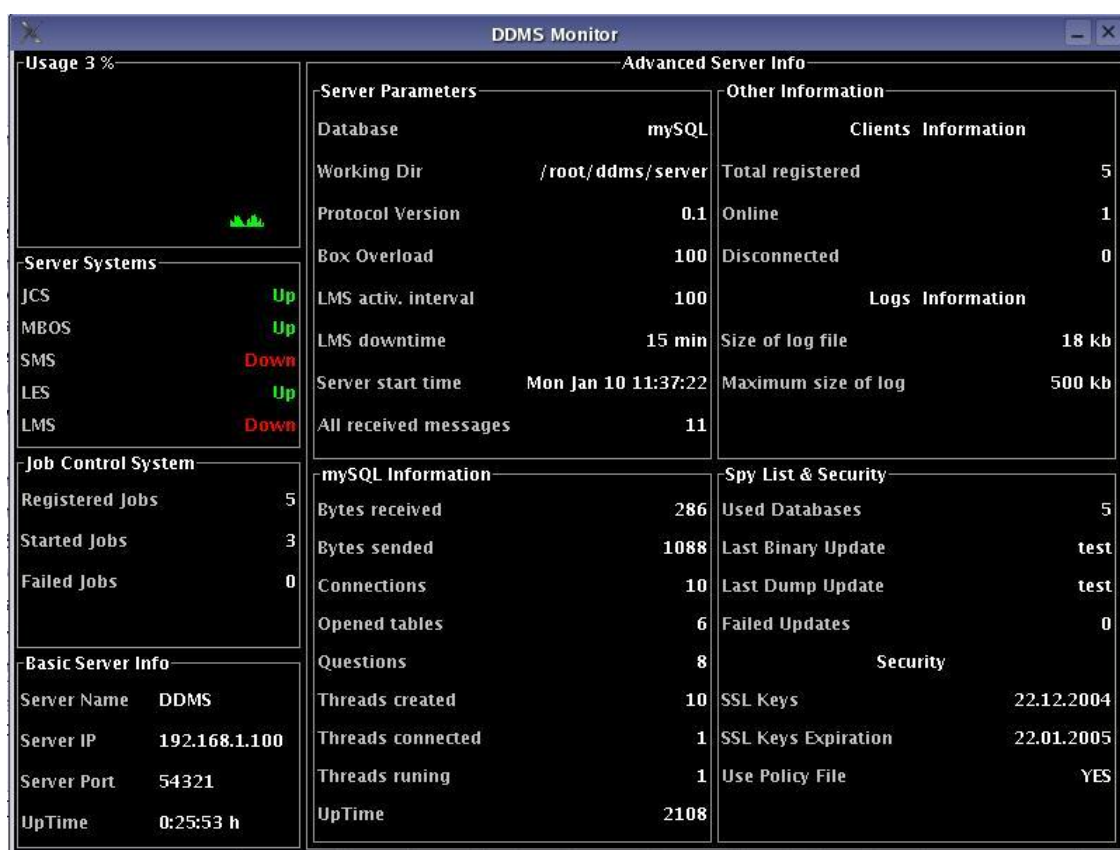 DDMS Monitor
Usage 3 %
Server Systems
JCS Up
MBOS Up
SMS Down
LES Up
LMS Down
Job Control System
Registered Jobs 5
Started Jobs 3
Failed Jobs 0
Basic Server Info
Server Name DDMS
Server IP 192.168.1.100
Server Port 54321
UpTime 0:25:53 h
Advanced Server Info
Server Parameters
Database mySQL
Working Dir /root/ddms/server
Protocol Version 0.1
Box Overload 100
LMS activ. interval 100
LMS downtime 15 min
Server start time Mon Jan 10 11:37:22
All received messages 11
Other Information
Clients Information
Total registered 5
Online 1
Disconnected 0
Logs Information
Size of log file 18 kb
Maximum size of log 500 kb
mySQL Information
Bytes received 286
Bytes sended 1088
Connections 10
Opened tables 6
Questions 8
Threads created 10
Threads connected 1
Threads runing 1
UpTime 2108
Spy List & Security
Used Databases 5
Last Binary Update test
Last Dump Update test
Failed Updates 0
Security
SSL Keys 22.12.2004
SSL Keys Expiration 22.01.2005
Use Policy File YES